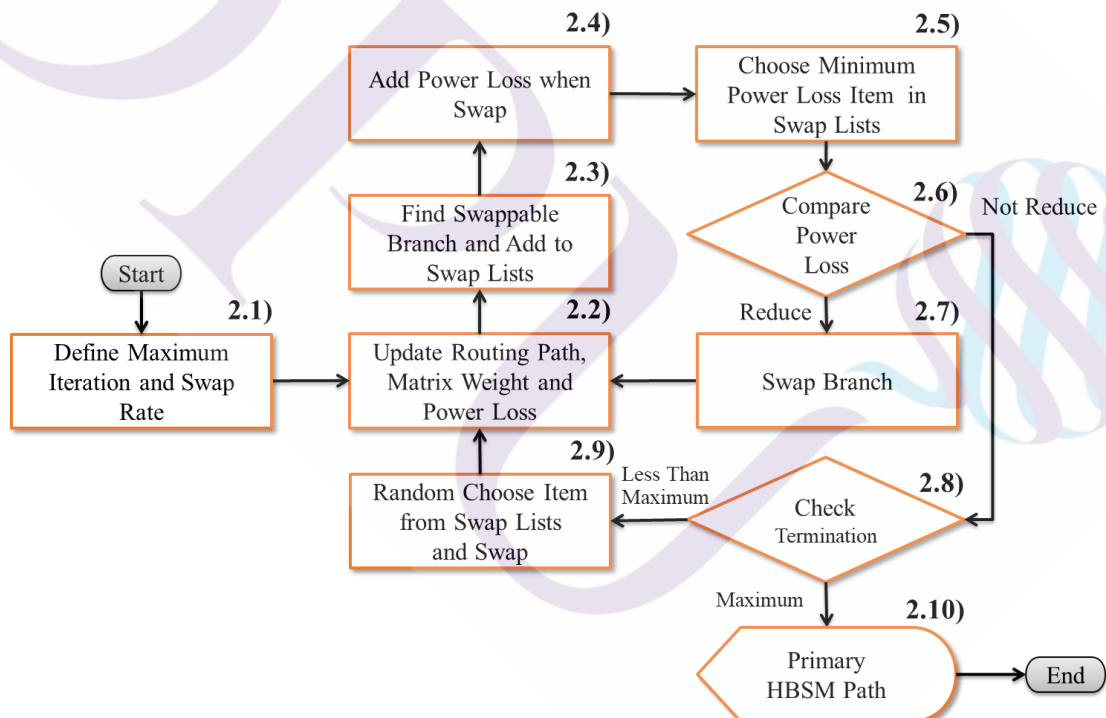 Start
2.1)
Define Maximum
Iteration and Swap
Rate
2.2)
Update Routing Path,
Matrix Weight and
Power Loss
2.3)
Find Swappable
Branch and Add to
Swap Lists
2.4)
Add Power Loss when
Swap
2.5)
Choose Minimum
Power Loss Item in
Swap Lists
2.6)
Compare
Power
Loss
Not Reduce
Reduce
2.7)
Swap Branch
2.8)
Check
Termination
Less Than
Maximum
2.9)
Random Choose Item
from Swap Lists
and Swap
Maximum
2.10)
Primary
HBSM Path
End